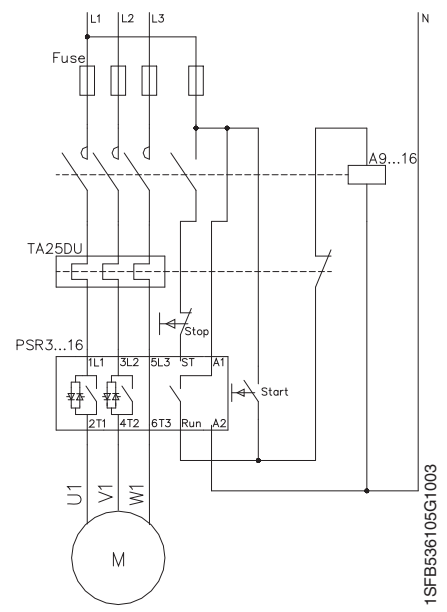 L1 L2 L3 N
Fuse
A9...16
TA25DU
Stop
PSR3...16
1L1 3L2 5L3 ST A1
Start
2T1 4T2 6T3 Run A2
U1 V1 W1
M
1SFB536105G1003